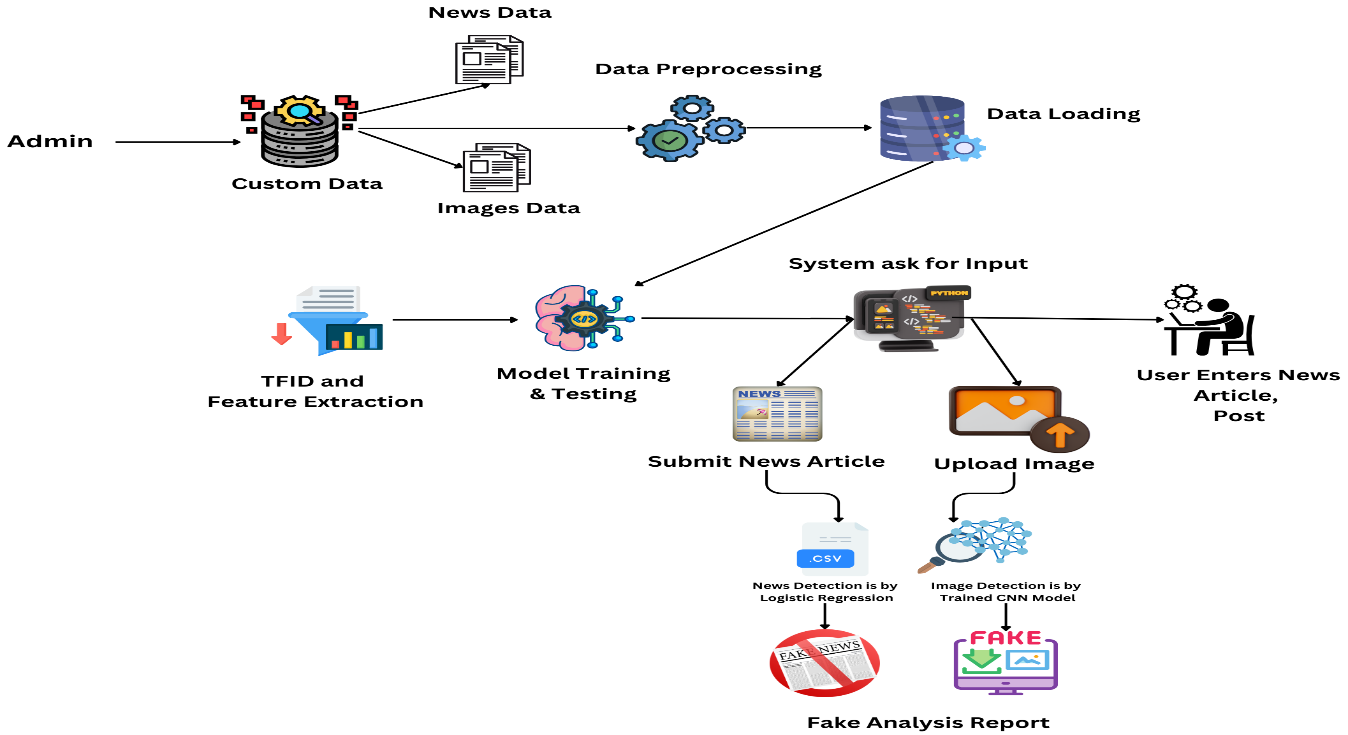 News Data
Data Preprocessing
Data Loading
Admin
Custom Data
Images Data
System ask for Input
PYTHON
</>
</>
</>
TFID and
Feature Extraction
Model Training
& Testing
NEWS
User Enters News
Article,
Post
Submit News Article
Upload Image
.CSV
News Detection is by
Logistic Regression
Image Detection is by
Trained CNN Model
FAKE NEWS
FAKE
Fake Analysis Report